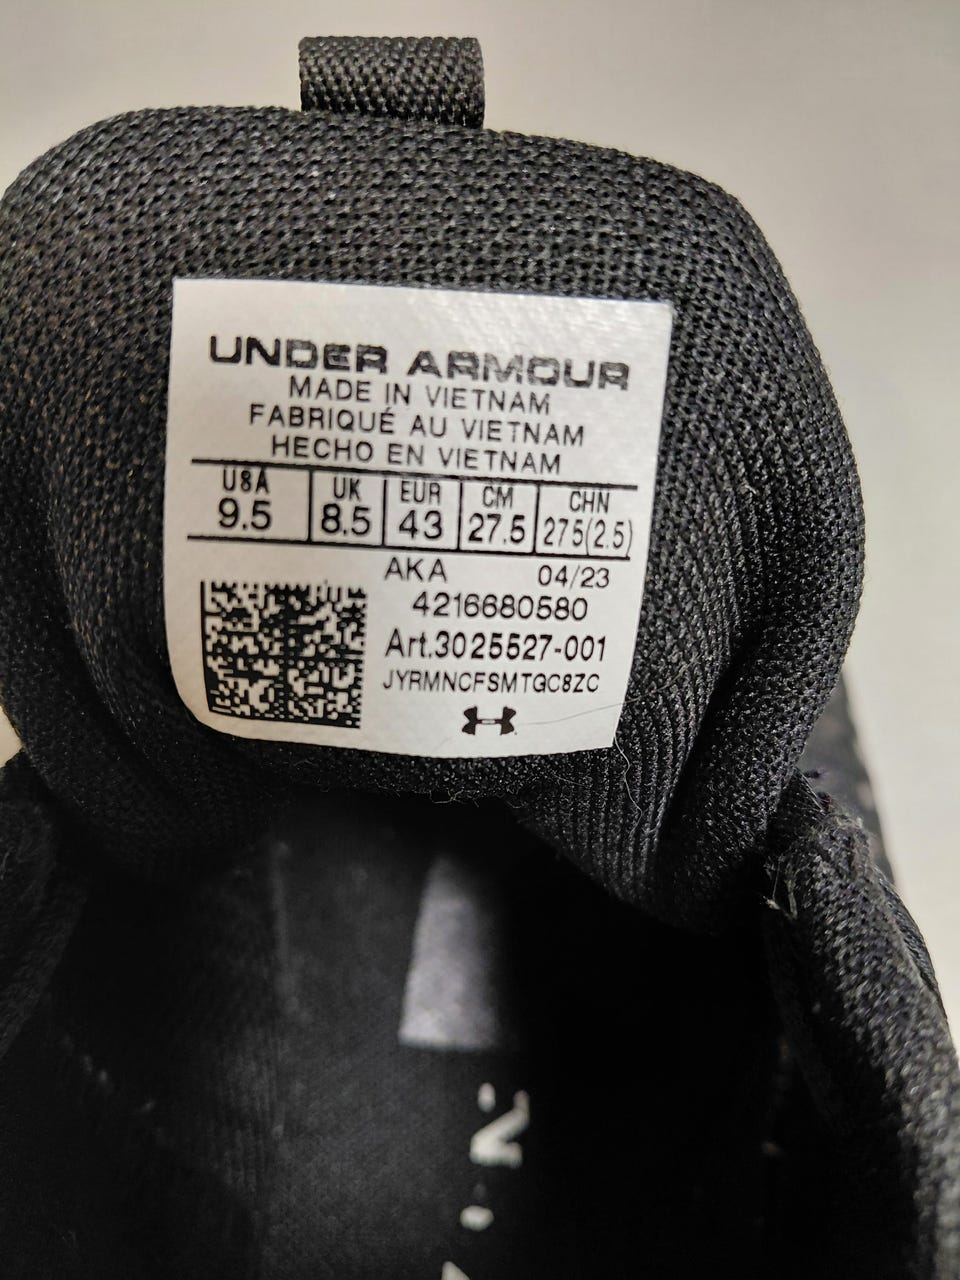 UNDER ARMOUR
MADE IN VIETNAM
FABRIQUÉ AU VIETNAM
HECHO EN VIETNAM
USA UK EUR CM CHN
9.5 8.5 43 27.5 275(2.5)
AKA 04/23
4216680580
Art.3025527-001
JYRMNCFSMTGC8ZC